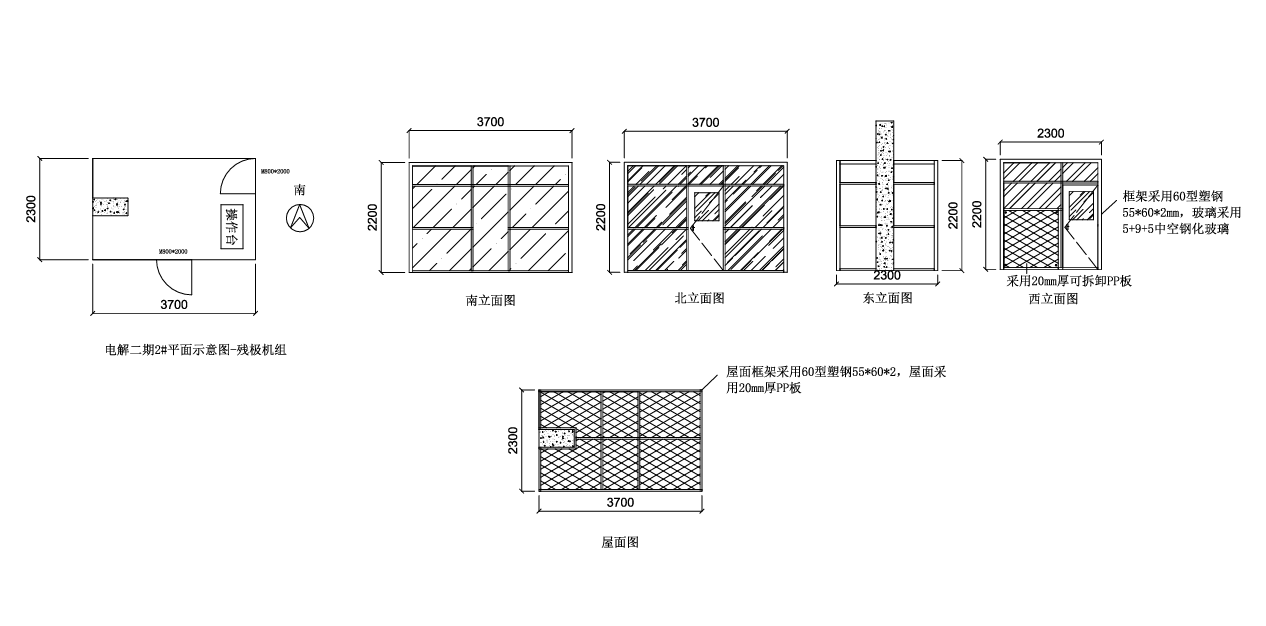 2300
3700
M800*2000
M900*2000
操作台
南
电解二期2#平面示意图-残极机组
3700
2200
南立面图
3700
2200
北立面图
2200
2300
东立面图
2300
2200
框架采用60型塑钢
55*60*2mm，玻璃采用
5+9+5中空钢化玻璃
采用20mm厚可拆卸PP板
西立面图
屋面框架采用60型塑钢55*60*2，屋面采
用20mm厚PP板
2300
3700
屋面图